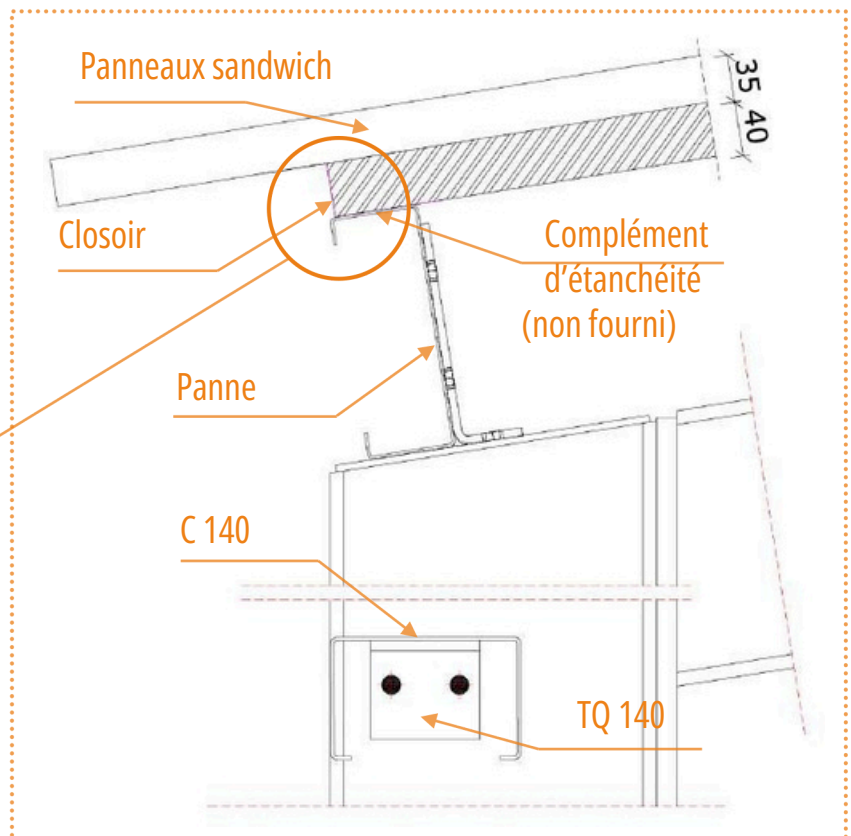 Panneaux sandwich
35
40
Closoir
Complément
d'étanchéité
(non fourni)
Panne
C 140
TQ 140